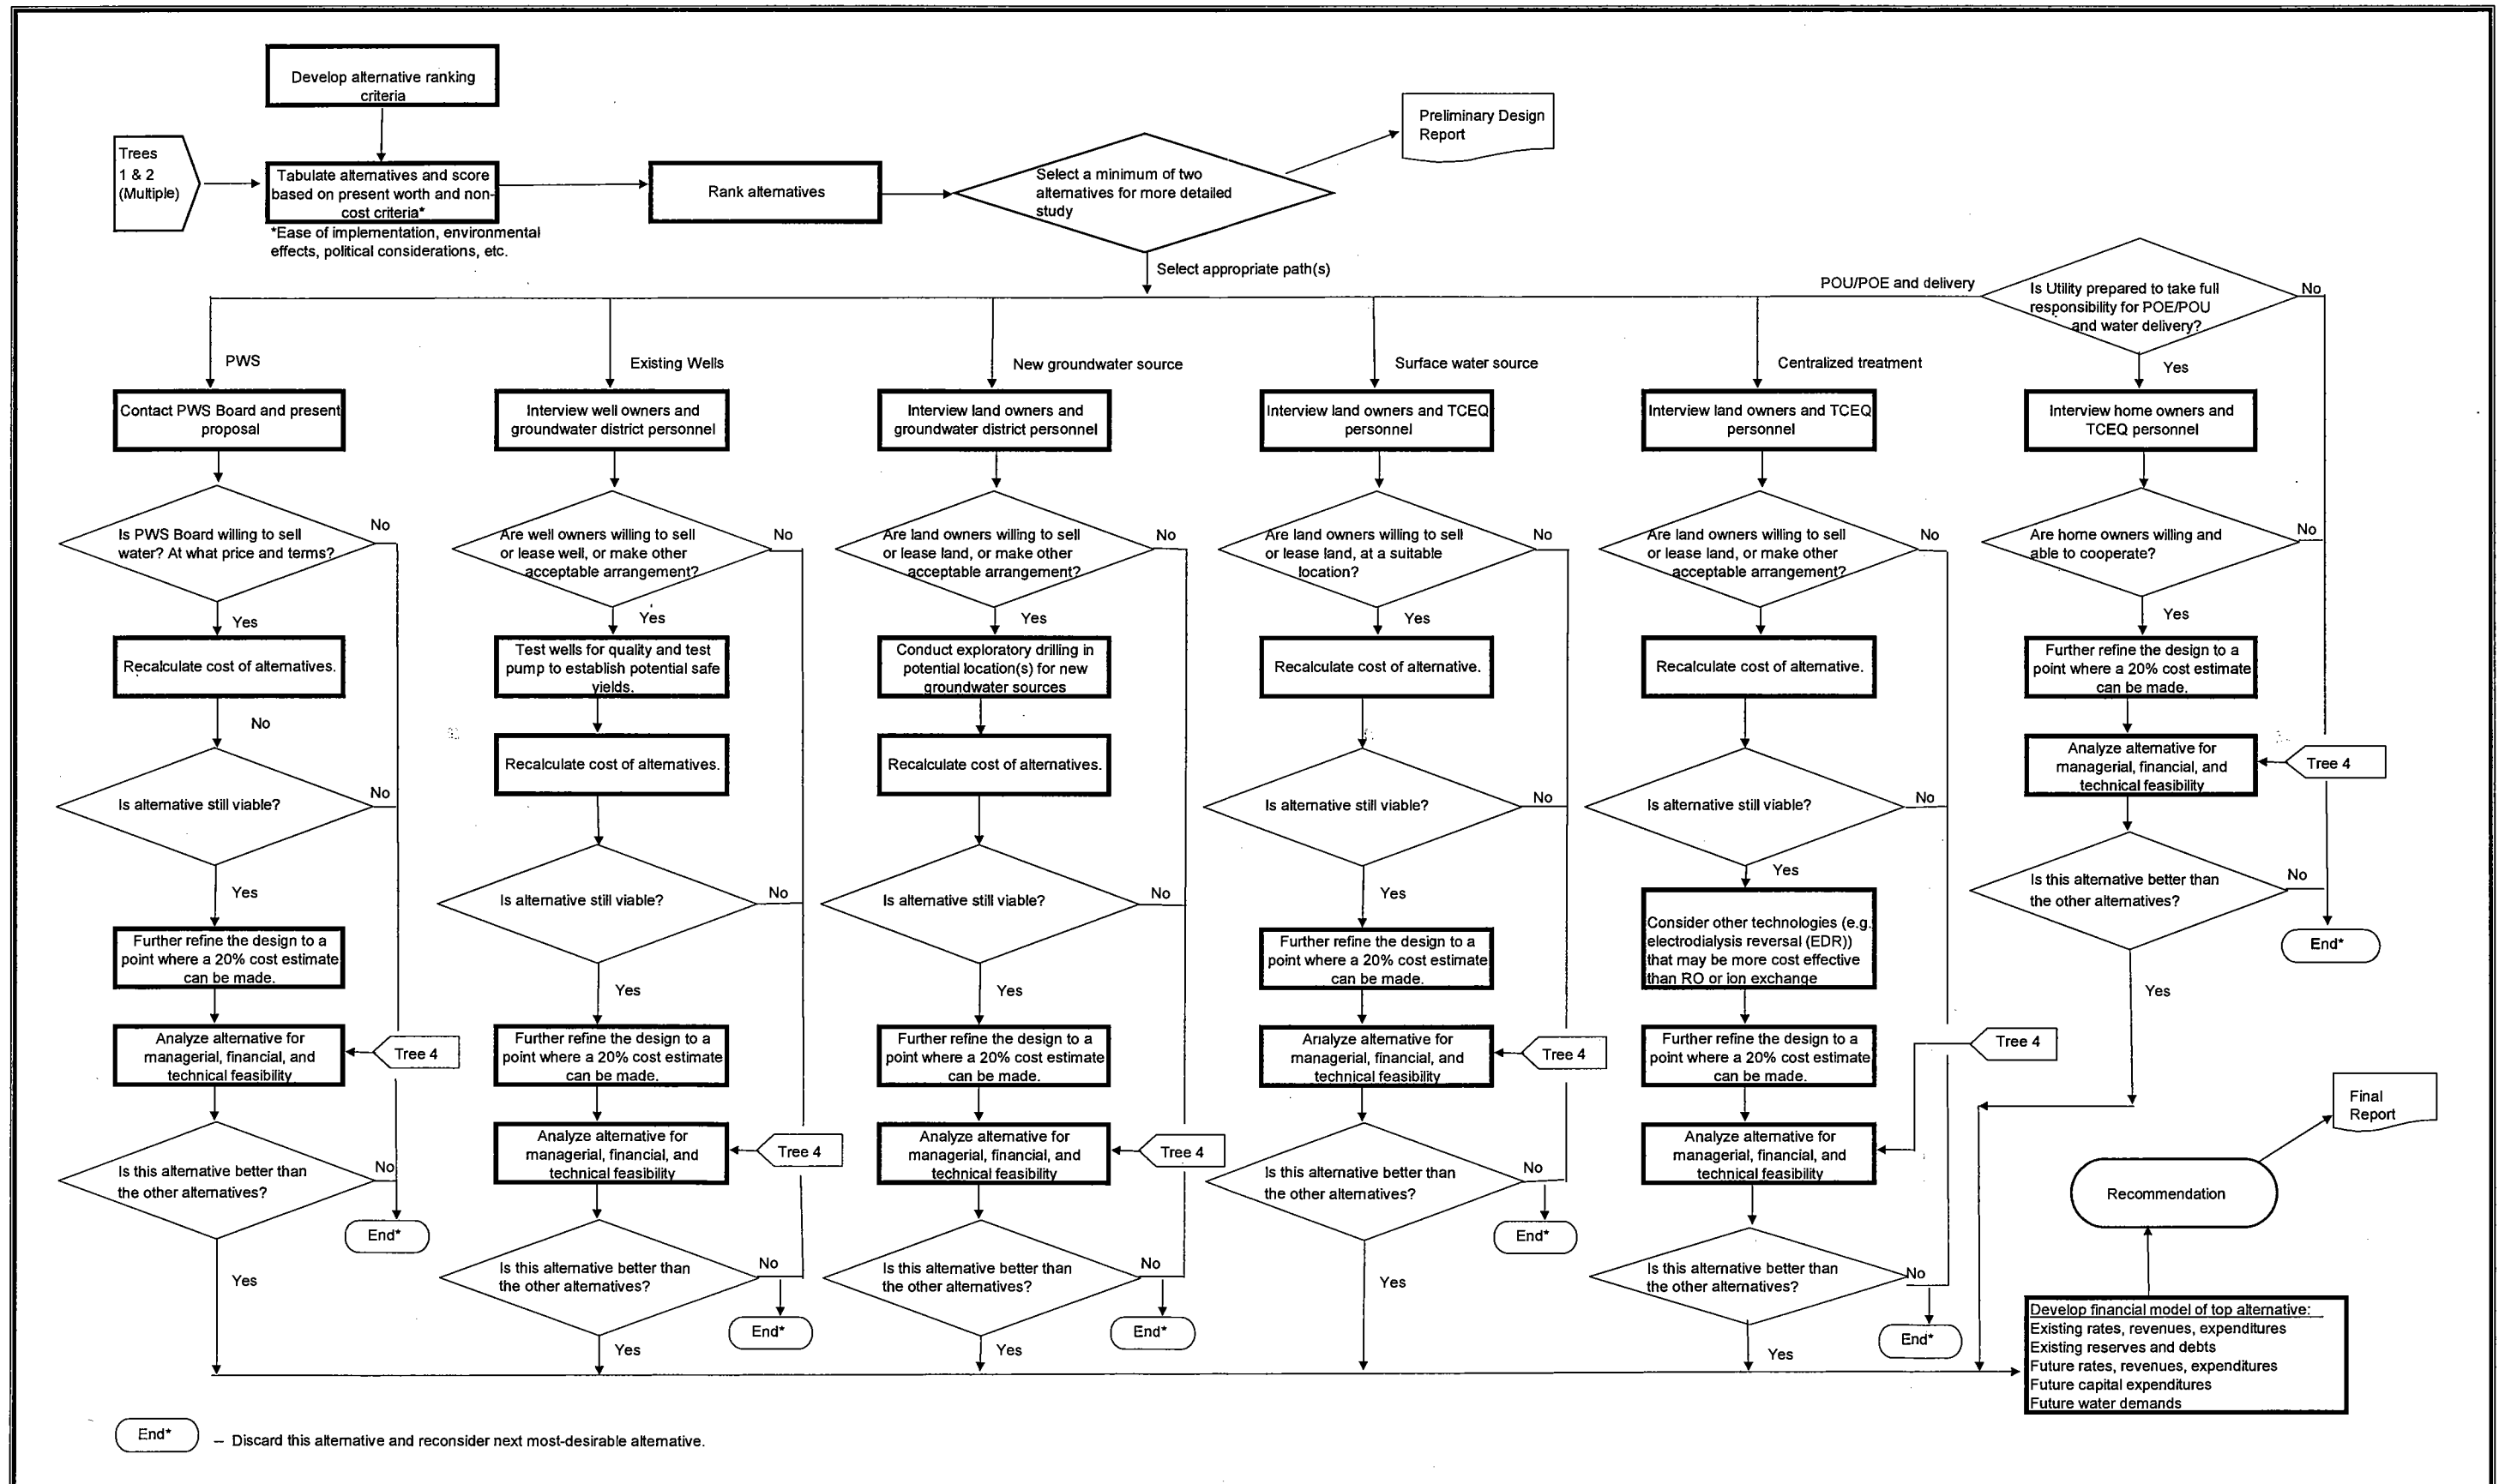 Develop alternative ranking
criteria
Trees
1 & 2
(Multiple)
Tabulate alternatives and score
based on present worth and non-
cost criteria*
*Ease of implementation, environmental
effects, political considerations, etc.
Rank alternatives
Select a minimum of two
alternatives for more detailed
study
Preliminary Design
Report
Select appropriate path(s)
POU/POE and delivery
Is Utility prepared to take full
responsibility for POE/POU
and water delivery?
No
Yes
PWS
Contact PWS Board and present
proposal
Is PWS Board willing to sell
water? At what price and terms?
No
Yes
Recalculate cost of alternatives.
No
Is alternative still viable?
No
Yes
Further refine the design to a
point where a 20% cost estimate
can be made.
Analyze alternative for
managerial, financial, and
technical feasibility
Tree 4
Is this alternative better than
the other alternatives?
No
End*
Yes
Existing Wells
Interview well owners and
groundwater district personnel
Are well owners willing to sell
or lease well, or make other
acceptable arrangement?
No
Yes
Test wells for quality and test
pump to establish potential safe
yields.
Recalculate cost of alternatives.
Is alternative still viable?
No
Yes
Further refine the design to a
point where a 20% cost estimate
can be made.
Analyze alternative for
managerial, financial, and
technical feasibility
Tree 4
Is this alternative better than
the other alternatives?
No
End*
Yes
New groundwater source
Interview land owners and
groundwater district personnel
Are land owners willing to sell
or lease land, or make other
acceptable arrangement?
No
Yes
Conduct exploratory drilling in
potential location(s) for new
groundwater sources
Recalculate cost of alternatives.
Is alternative still viable?
No
Yes
Further refine the design to a
point where a 20% cost estimate
can be made.
Analyze alternative for
managerial, financial, and
technical feasibility
Tree 4
Is this alternative better than
the other alternatives?
No
End*
Yes
Surface water source
Interview land owners and TCEQ
personnel
Are land owners willing to sell
or lease land, at a suitable
location?
No
Yes
Recalculate cost of alternative.
Is alternative still viable?
No
Yes
Further refine the design to a
point where a 20% cost estimate
can be made.
Analyze alternative for
managerial, financial, and
technical feasibility
Tree 4
Is this alternative better than
the other alternatives?
No
End*
Yes
Centralized treatment
Interview land owners and TCEQ
personnel
Are land owners willing to sell
or lease land, or make other
acceptable arrangement?
No
Yes
Recalculate cost of alternative.
Is alternative still viable?
No
Yes
Consider other technologies (e.g.
electrodialysis reversal (EDR))
that may be more cost effective
than RO or ion exchange
Further refine the design to a
point where a 20% cost estimate
can be made.
Tree 4
Analyze alternative for
managerial, financial, and
technical feasibility
Is this alternative better than
the other alternatives?
No
End*
Yes
Interview home owners and
TCEQ personnel
Are home owners willing and
able to cooperate?
No
Yes
Further refine the design to a
point where a 20% cost estimate
can be made.
Analyze alternative for
managerial, financial, and
technical feasibility
Tree 4
Is this alternative better than
the other alternatives?
No
End*
Yes
Final
Report
Recommendation
Develop financial model of top alternative:
Existing rates, revenues, expenditures
Existing reserves and debts
Future rates, revenues, expenditures
Future capital expenditures
Future water demands
End*
– Discard this alternative and reconsider next most-desirable alternative.